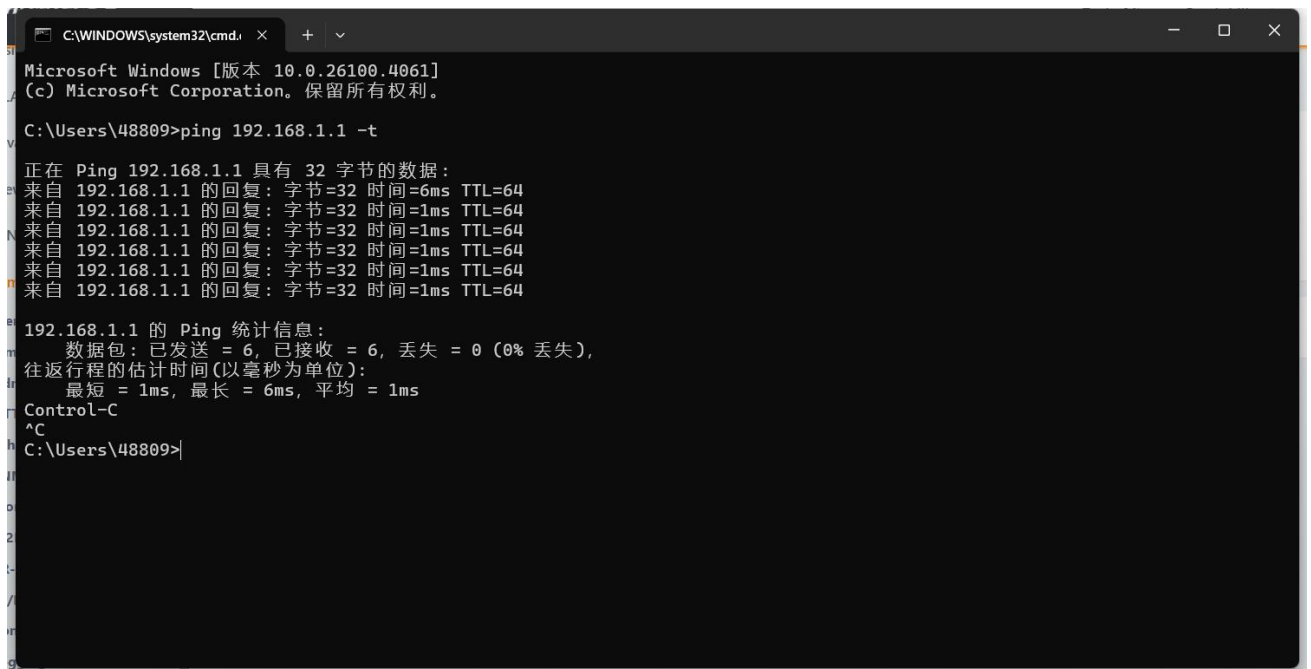 C:\WINDOWS\system32\cmd.
Microsoft Windows [版本 10.0.26100.4061]
(c) Microsoft Corporation。保留所有权利。
C:\Users\48809>ping 192.168.1.1 -t
正在 Ping 192.168.1.1 具有 32 字节的数据:
来自 192.168.1.1 的回复: 字节=32 时间=6ms TTL=64
来自 192.168.1.1 的回复: 字节=32 时间=1ms TTL=64
来自 192.168.1.1 的回复: 字节=32 时间=1ms TTL=64
来自 192.168.1.1 的回复: 字节=32 时间=1ms TTL=64
来自 192.168.1.1 的回复: 字节=32 时间=1ms TTL=64
来自 192.168.1.1 的回复: 字节=32 时间=1ms TTL=64
192.168.1.1 的 Ping 统计信息:
数据包: 已发送 = 6, 已接收 = 6, 丢失 = 0 (0% 丢失),
往返行程的估计时间(以毫秒为单位):
最短 = 1ms, 最长 = 6ms, 平均 = 1ms
Control-C
^C
C:\Users\48809>